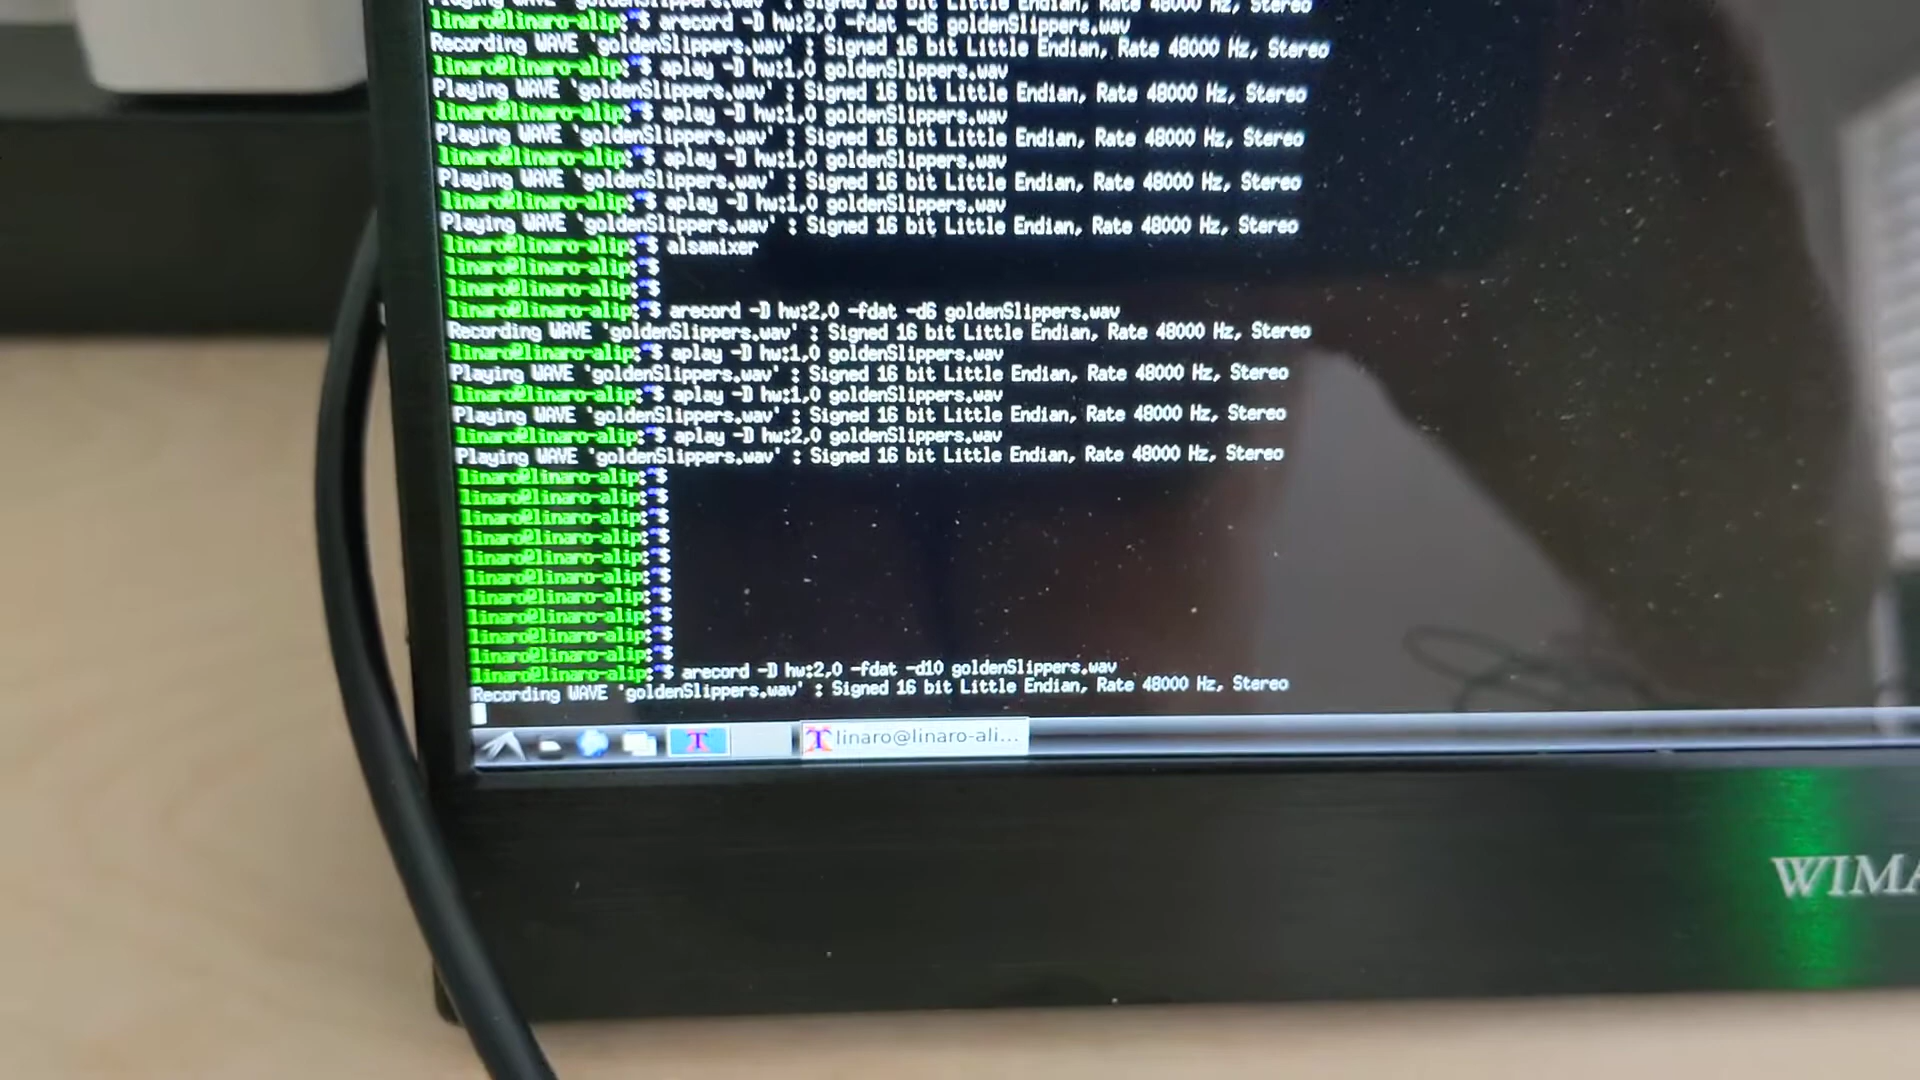 Playing WAVE 'goldenSlippers.wav' : Signed 16 bit Little Endian, Rate 48000 Hz, Stereo
linaro@linaro-alip:~$ arecord -D hw:2,0 -fdat -d6 goldenSlippers.wav
Recording WAVE 'goldenSlippers.wav' : Signed 16 bit Little Endian, Rate 48000 Hz, Stereo
linaro@linaro-alip:~$ aplay -D hw:1,0 goldenSlippers.wav
Playing WAVE 'goldenSlippers.wav' : Signed 16 bit Little Endian, Rate 48000 Hz, Stereo
linaro@linaro-alip:~$ aplay -D hw:1,0 goldenSlippers.wav
Playing WAVE 'goldenSlippers.wav' : Signed 16 bit Little Endian, Rate 48000 Hz, Stereo
linaro@linaro-alip:~$ aplay -D hw:1,0 goldenSlippers.wav
Playing WAVE 'goldenSlippers.wav' : Signed 16 bit Little Endian, Rate 48000 Hz, Stereo
linaro@linaro-alip:~$ aplay -D hw:1,0 goldenSlippers.wav
Playing WAVE 'goldenSlippers.wav' : Signed 16 bit Little Endian, Rate 48000 Hz, Stereo
linaro@linaro-alip:~$ alsamixer
linaro@linaro-alip:~$
linaro@linaro-alip:~$
linaro@linaro-alip:~$ arecord -D hw:2,0 -fdat -d6 goldenSlippers.wav
Recording WAVE 'goldenSlippers.wav' : Signed 16 bit Little Endian, Rate 48000 Hz, Stereo
linaro@linaro-alip:~$ aplay -D hw:1,0 goldenSlippers.wav
Playing WAVE 'goldenSlippers.wav' : Signed 16 bit Little Endian, Rate 48000 Hz, Stereo
linaro@linaro-alip:~$ aplay -D hw:1,0 goldenSlippers.wav
Playing WAVE 'goldenSlippers.wav' : Signed 16 bit Little Endian, Rate 48000 Hz, Stereo
linaro@linaro-alip:~$ aplay -D hw:2,0 goldenSlippers.wav
Playing WAVE 'goldenSlippers.wav' : Signed 16 bit Little Endian, Rate 48000 Hz, Stereo
linaro@linaro-alip:~$
linaro@linaro-alip:~$
linaro@linaro-alip:~$
linaro@linaro-alip:~$
linaro@linaro-alip:~$
linaro@linaro-alip:~$
linaro@linaro-alip:~$
linaro@linaro-alip:~$
linaro@linaro-alip:~$
linaro@linaro-alip:~$
linaro@linaro-alip:~$ arecord -D hw:2,0 -fdat -d10 goldenSlippers.wav
Recording WAVE 'goldenSlippers.wav' : Signed 16 bit Little Endian, Rate 48000 Hz, Stereo
linaro@linaro-ali...
WIMA